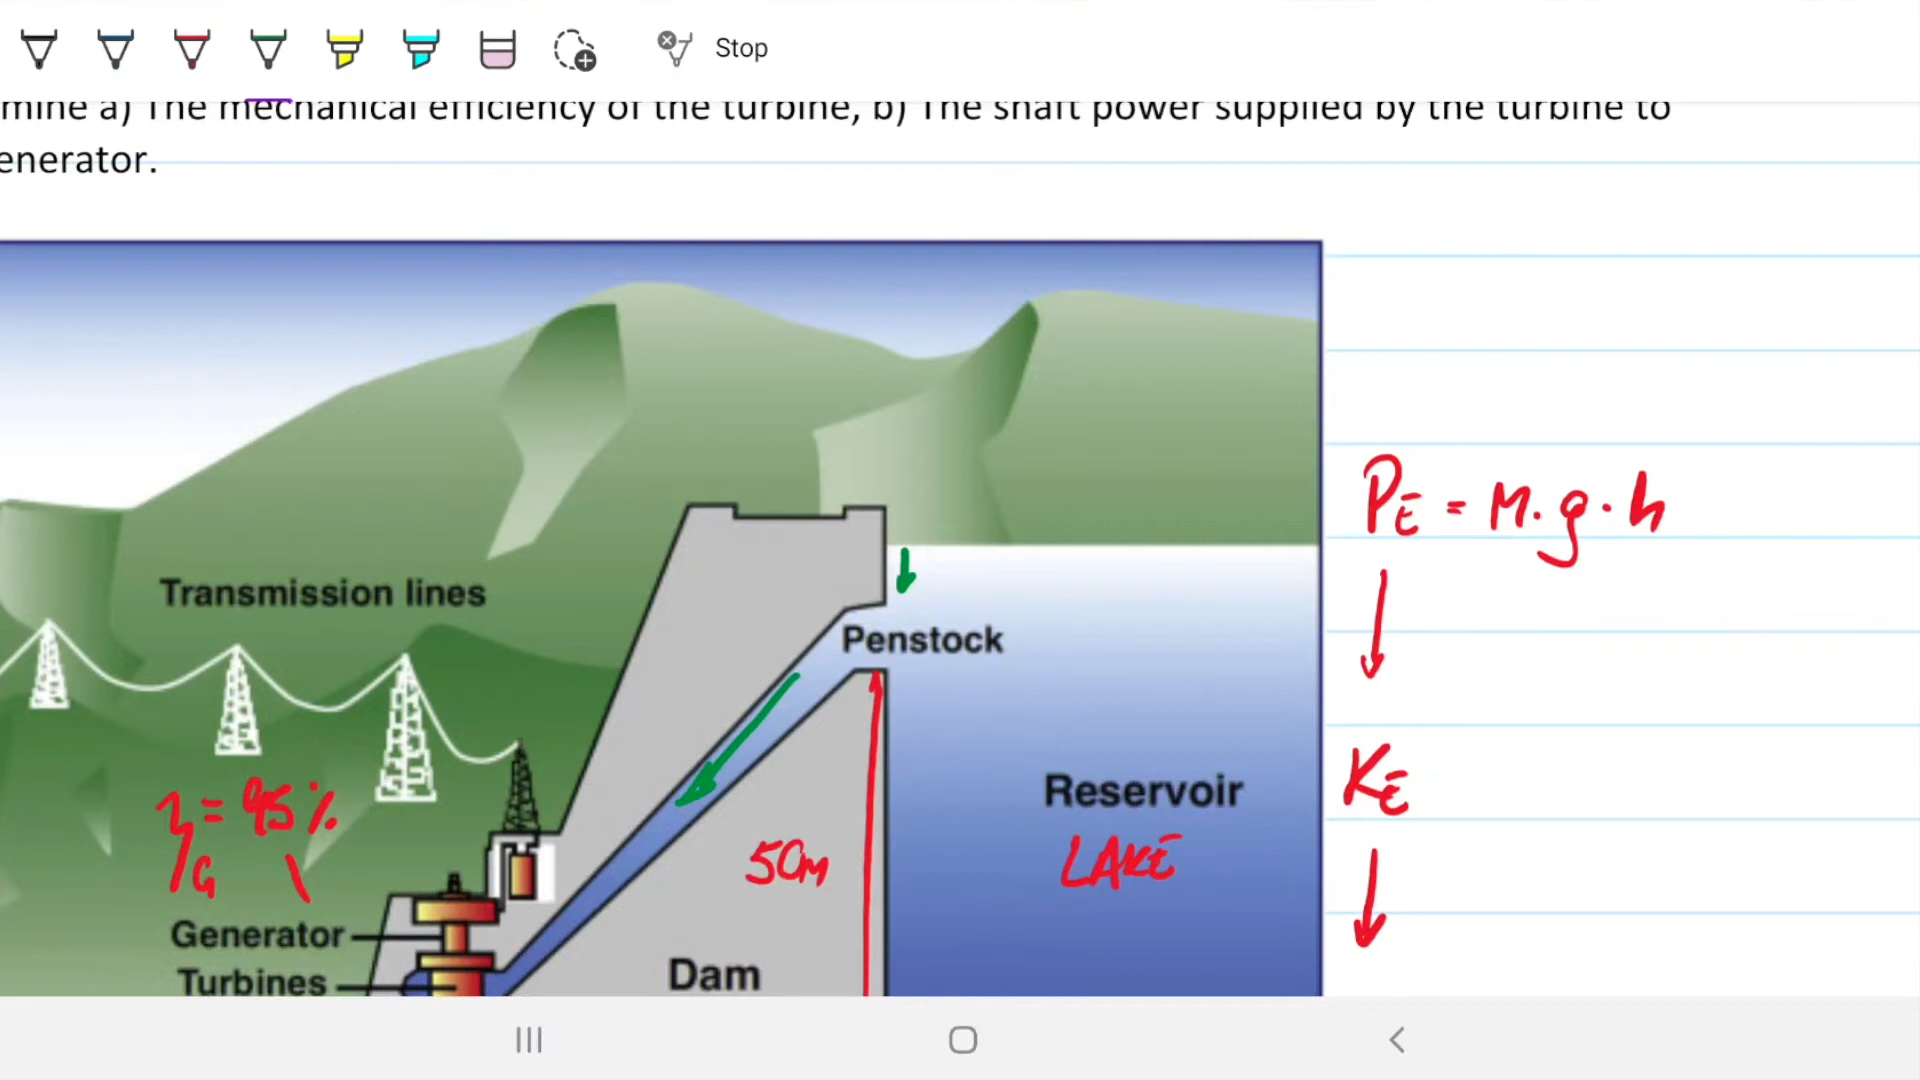 Stop
mine a) The mechanical efficiency of the turbine, b) The shaft power supplied by the turbine to
enerator.
PE = M.g.h
Transmission lines
Penstock
KE
Reservoir
η = 95%
G
50m
LAKE
Generator
Turbines
Dam